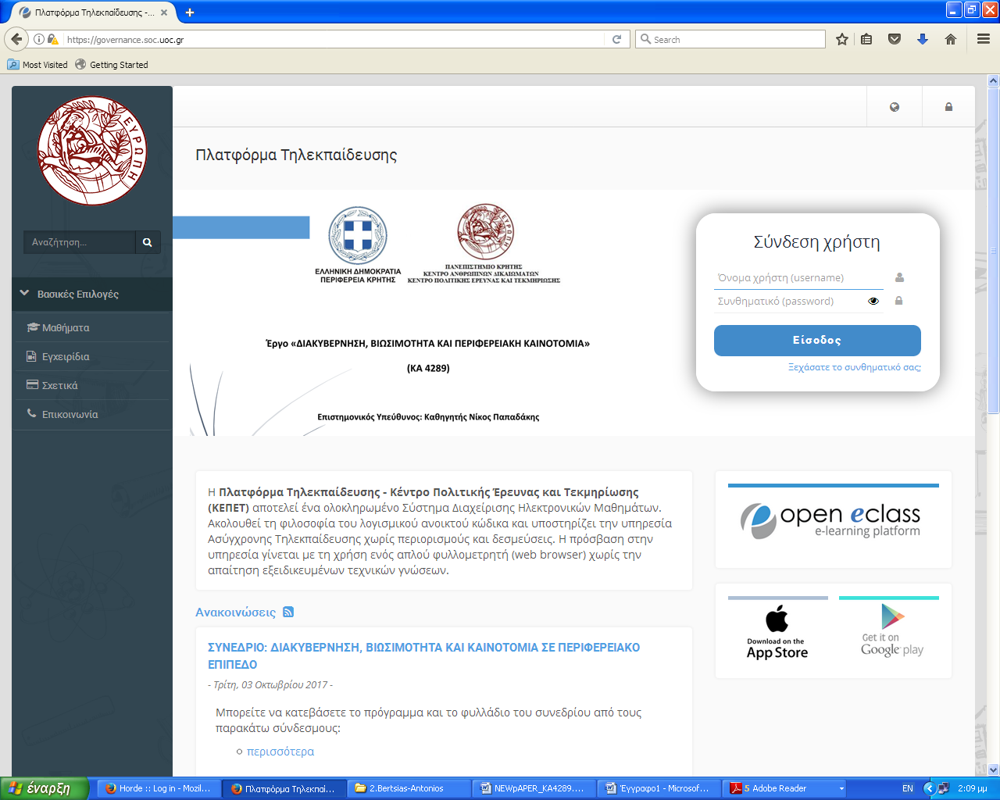 Πλατφόρμα Τηλεκπαίδευσης -...
https://governance.soc.uoc.gr
Search
Most Visited
Getting Started
ΕΥΡΩΠΗ
Αναζήτηση...
Βασικές Επιλογές
Μαθήματα
Εγχειρίδια
Σχετικά
Επικοινωνία
Πλατφόρμα Τηλεκπαίδευσης
ΕΛΛΗΝΙΚΗ ΔΗΜΟΚΡΑΤΙΑ
ΠΕΡΙΦΕΡΕΙΑ ΚΡΗΤΗΣ
ΕΥΡΩΠΗ
ΠΑΝΕΠΙΣΤΗΜΙΟ ΚΡΗΤΗΣ
ΚΕΝΤΡΟ ΑΝΘΡΩΠΙΝΩΝ ΔΙΚΑΙΩΜΑΤΩΝ
ΚΕΝΤΡΟ ΠΟΛΙΤΙΚΗΣ ΕΡΕΥΝΑΣ ΚΑΙ ΤΕΚΜΗΡΙΩΣΗΣ
Έργο «ΔΙΑΚΥΒΕΡΝΗΣΗ, ΒΙΩΣΙΜΟΤΗΤΑ ΚΑΙ ΠΕΡΙΦΕΡΕΙΑΚΗ ΚΑΙΝΟΤΟΜΙΑ»
(ΚΑ 4289)
Επιστημονικός Υπεύθυνος: Καθηγητής Νίκος Παπαδάκης
Σύνδεση χρήστη
Όνομα χρήστη (username)
Συνθηματικό (password)
Είσοδος
Ξεχάσατε το συνθηματικό σας;
Η Πλατφόρμα Τηλεκπαίδευσης - Κέντρο Πολιτικής Έρευνας και Τεκμηρίωσης
(ΚΕΠΕΤ) αποτελεί ένα ολοκληρωμένο Σύστημα Διαχείρισης Ηλεκτρονικών Μαθημάτων.
Ακολουθεί τη φιλοσοφία του λογισμικού ανοικτού κώδικα και υποστηρίζει την υπηρεσία
Ασύγχρονης Τηλεκπαίδευσης χωρίς περιορισμούς και δεσμεύσεις. Η πρόσβαση στην
υπηρεσία γίνεται με τη χρήση ενός απλού φυλλομετρητή (web browser) χωρίς την
απαίτηση εξειδικευμένων τεχνικών γνώσεων.
open eclass
e-learning platform
Download on the
App Store
Get it on
Google play
Ανακοινώσεις
ΣΥΝΕΔΡΙΟ: ΔΙΑΚΥΒΕΡΝΗΣΗ, ΒΙΩΣΙΜΟΤΗΤΑ ΚΑΙ ΚΑΙΝΟΤΟΜΙΑ ΣΕ ΠΕΡΙΦΕΡΕΙΑΚΟ
ΕΠΙΠΕΔΟ
- Τρίτη, 03 Οκτωβρίου 2017 -
Μπορείτε να κατεβάσετε το πρόγραμμα και το φυλλάδιο του συνεδρίου από τους
παρακάτω σύνδεσμους:
περισσότερα
έναρξη
Horde :: Log in - Mozil...
Πλατφόρμα Τηλεκπαί...
2.Bertsias-Antonios
NEWpAPER_KA4289....
Έγγραφο1 - Microsof...
5 Adobe Reader
EN
2:09 μμ